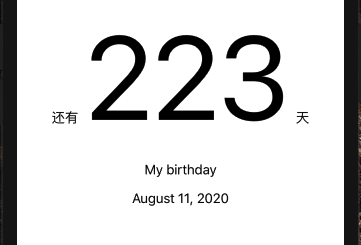 还有 223 天
My birthday
August 11, 2020